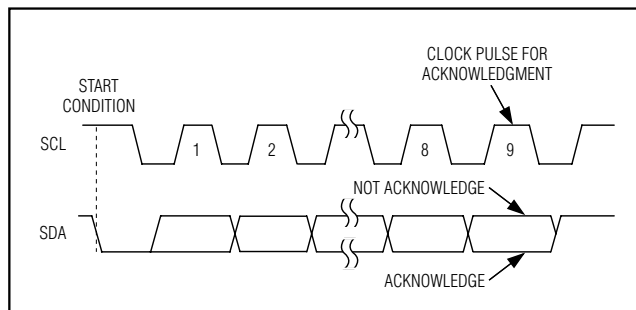 CLOCK PULSE FOR
ACKNOWLEDGMENT
START
CONDITION
SCL
1
2
8
9
NOT ACKNOWLEDGE
SDA
ACKNOWLEDGE